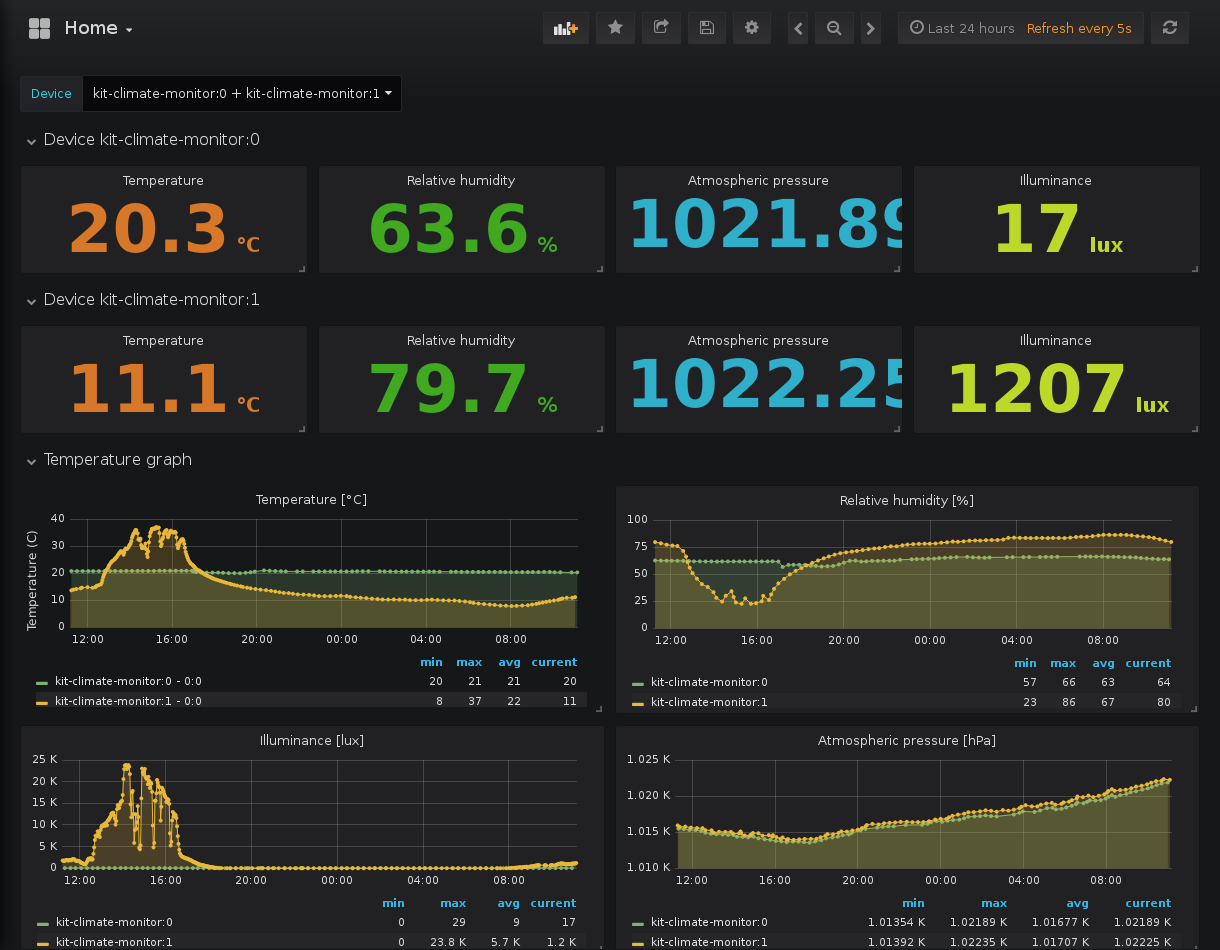 Home
Last 24 hours Refresh every 5s
Device kit-climate-monitor:0 + kit-climate-monitor:1
Device kit-climate-monitor:0
Temperature
20.3 °C
Relative humidity
63.6 %
Atmospheric pressure
1021.89
Illuminance
17 lux
Device kit-climate-monitor:1
Temperature
11.1 °C
Relative humidity
79.7 %
Atmospheric pressure
1022.25
Illuminance
1207 lux
Temperature graph
Temperature [°C]
Temperature (C)
40
30
20
10
0
12:00 16:00 20:00 00:00 04:00 08:00
min max avg current
kit-climate-monitor:0 - 0:0 20 21 21 20
kit-climate-monitor:1 - 0:0 8 37 22 11
Relative humidity [%]
100
75
50
25
0
12:00 16:00 20:00 00:00 04:00 08:00
min max avg current
kit-climate-monitor:0 57 66 63 64
kit-climate-monitor:1 23 86 67 80
Illuminance [lux]
25 K
20 K
15 K
10 K
5 K
0
12:00 16:00 20:00 00:00 04:00 08:00
min max avg current
kit-climate-monitor:0 0 29 9 17
kit-climate-monitor:1 0 23.8 K 5.7 K 1.2 K
Atmospheric pressure [hPa]
1.025 K
1.020 K
1.015 K
1.010 K
12:00 16:00 20:00 00:00 04:00 08:00
min max avg current
kit-climate-monitor:0 1.01354 K 1.02189 K 1.01677 K 1.02189 K
kit-climate-monitor:1 1.01392 K 1.02235 K 1.01707 K 1.02225 K